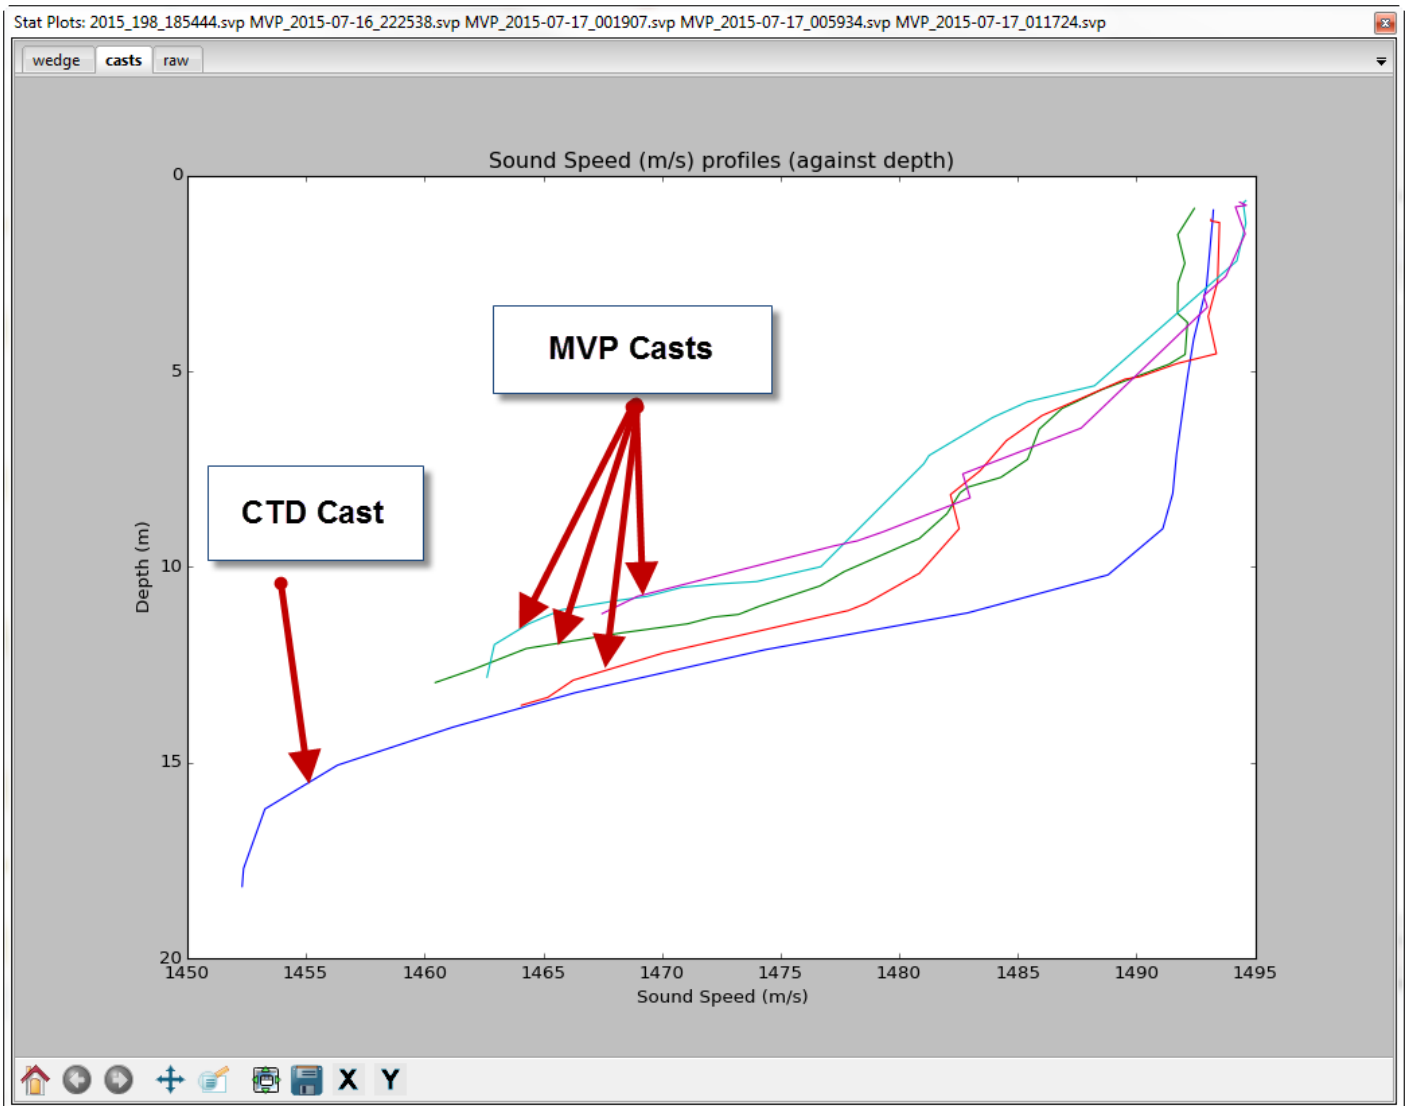 Stat Plots: 2015_198_185444.svp MVP_2015-07-16_222538.svp MVP_2015-07-17_001907.svp MVP_2015-07-17_005934.svp MVP_2015-07-17_011724.svp
wedge casts raw
Sound Speed (m/s) profiles (against depth)
0
MVP Casts
5
CTD Cast
Depth (m)
10
15
20
1450 1455 1460 1465 1470 1475 1480 1485 1490 1495
Sound Speed (m/s)
X Y